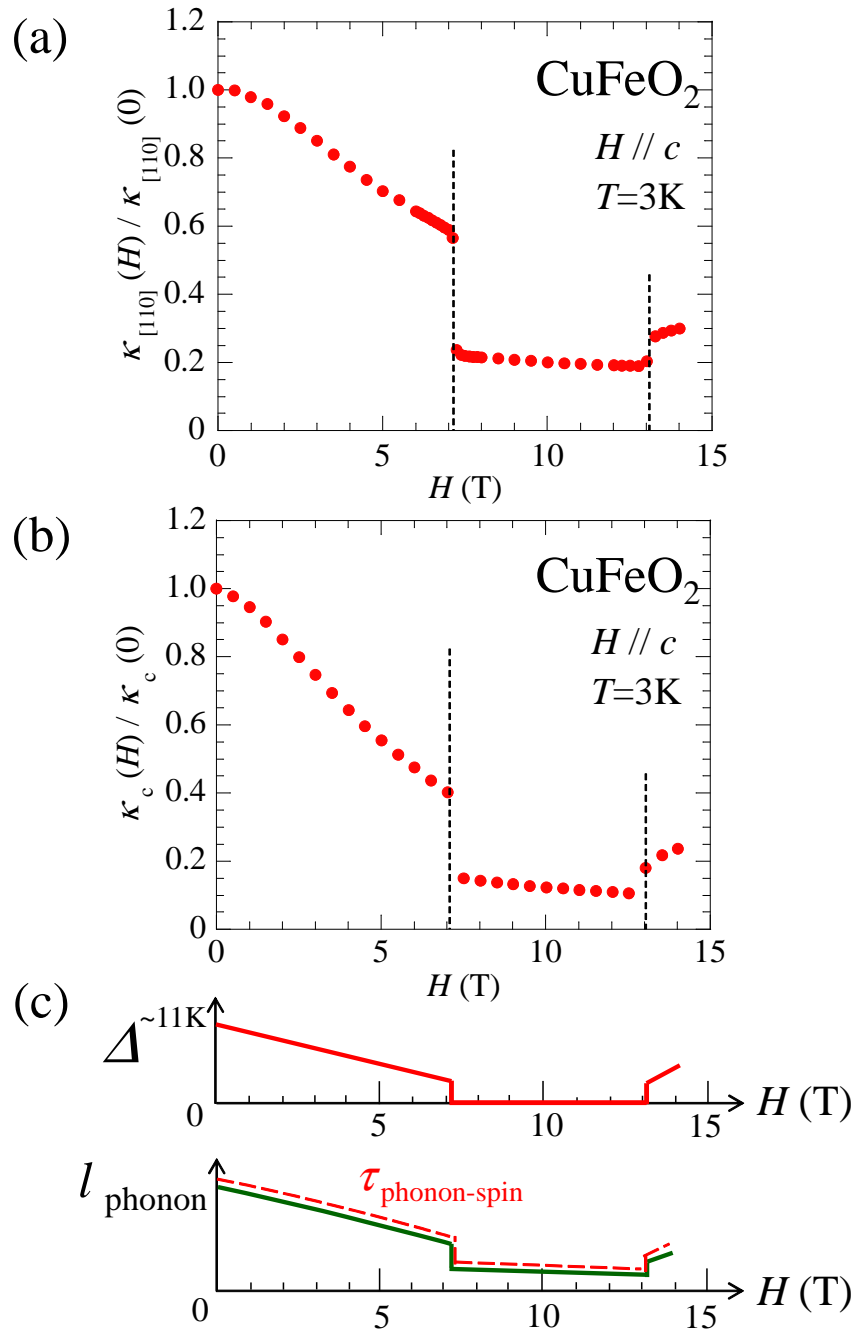 (a)
κ[110](H) / κ[110](0)
1.2
1.0
0.8
0.6
0.4
0.2
0
CuFeO2
H // c
T=3K
0 5 10 15
H (T)
(b)
κc(H) / κc(0)
1.2
1.0
0.8
0.6
0.4
0.2
0
CuFeO2
H // c
T=3K
0 5 10 15
H (T)
(c)
Δ ~11K
0
5 10 15
H (T)
l phonon
τphonon-spin
0
5 10 15
H (T)